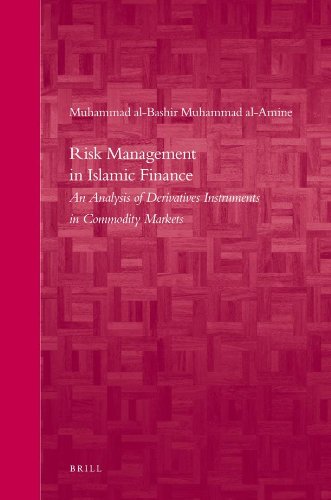 Muhammad al-Bashir Muhammad al-Amine
Risk Management
in Islamic Finance
An Analysis of Derivatives Instruments
in Commodity Markets
BRILL